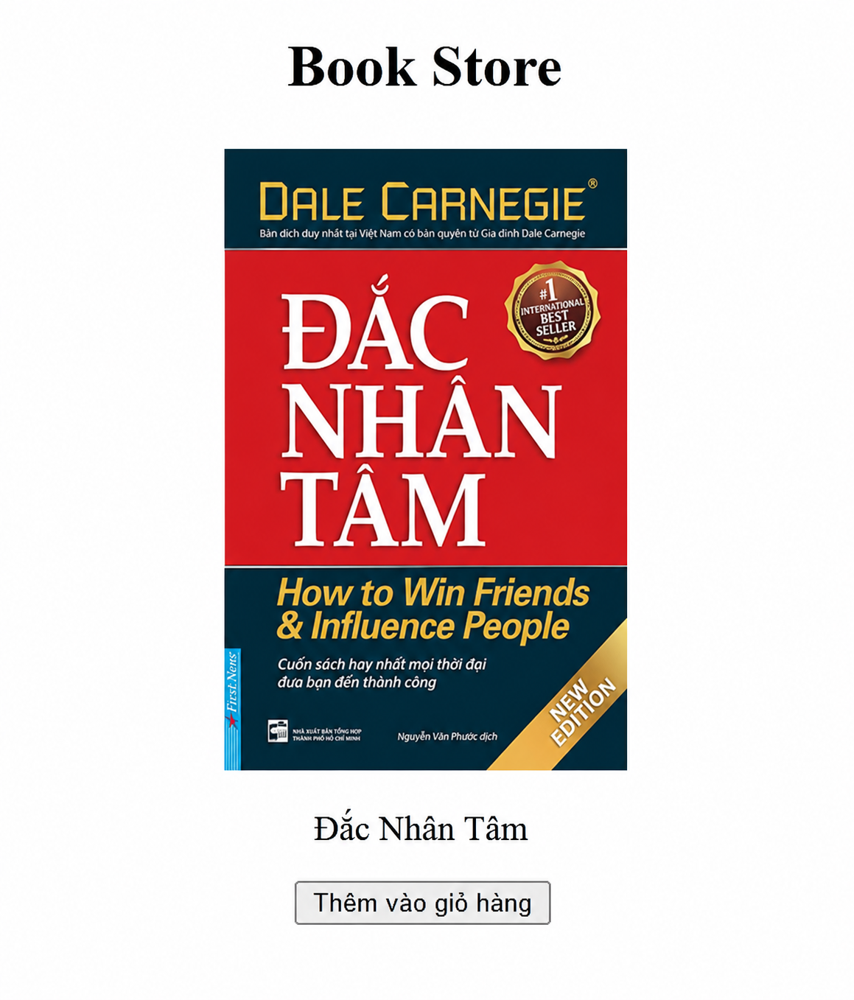 Book Store
DALE CARNEGIE®
Bản dịch duy nhất tại Việt Nam có bản quyền từ Gia đình Dale Carnegie
#1
INTERNATIONAL
BEST
SELLER
ĐẮC
NHÂN
TÂM
How to Win Friends
& Influence People
Cuốn sách hay nhất mọi thời đại
đưa bạn đến thành công
First News
NHÀ XUẤT BẢN TỔNG HỢP
THÀNH PHỐ HỒ CHÍ MINH
Nguyễn Văn Phước dịch
NEW
EDITION
Đắc Nhân Tâm
Thêm vào giỏ hàng